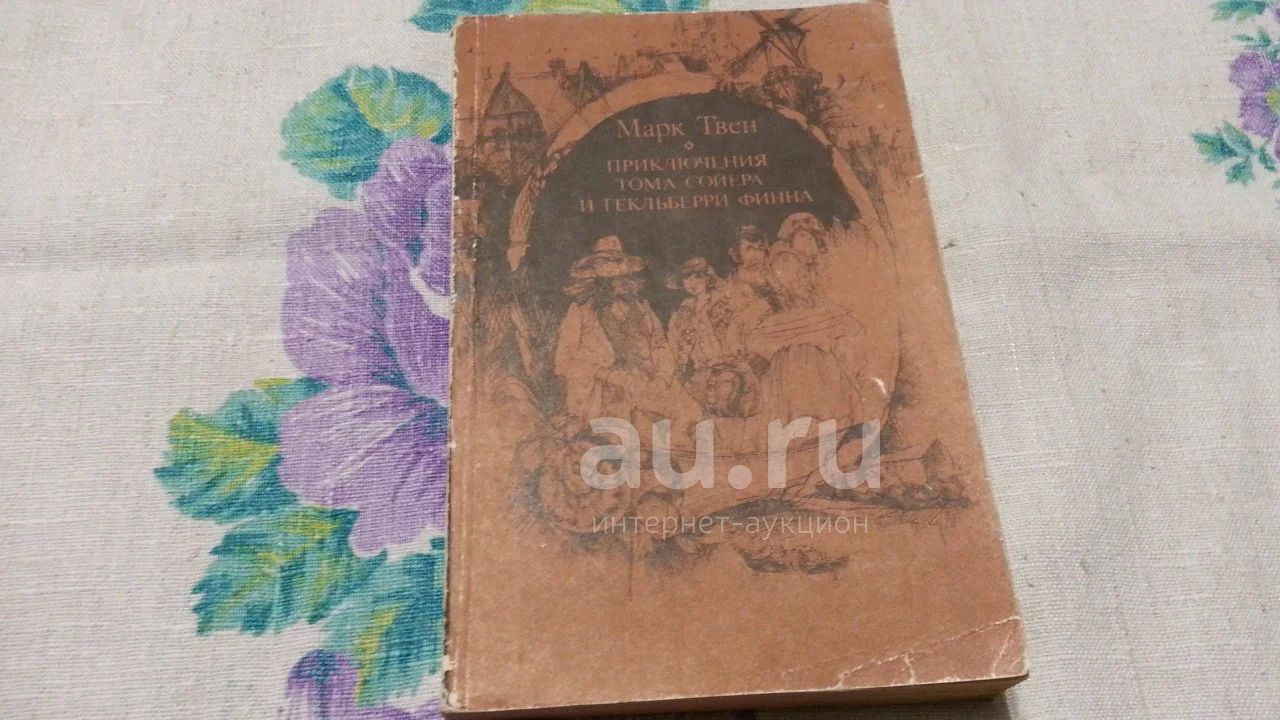 Марк Твен
ПРИКЛЮЧЕНИЯ
ТОМА СОЙЕРА
И ГЕКЛЬБЕРРИ ФИННА
au.ru
интернет-аукцион